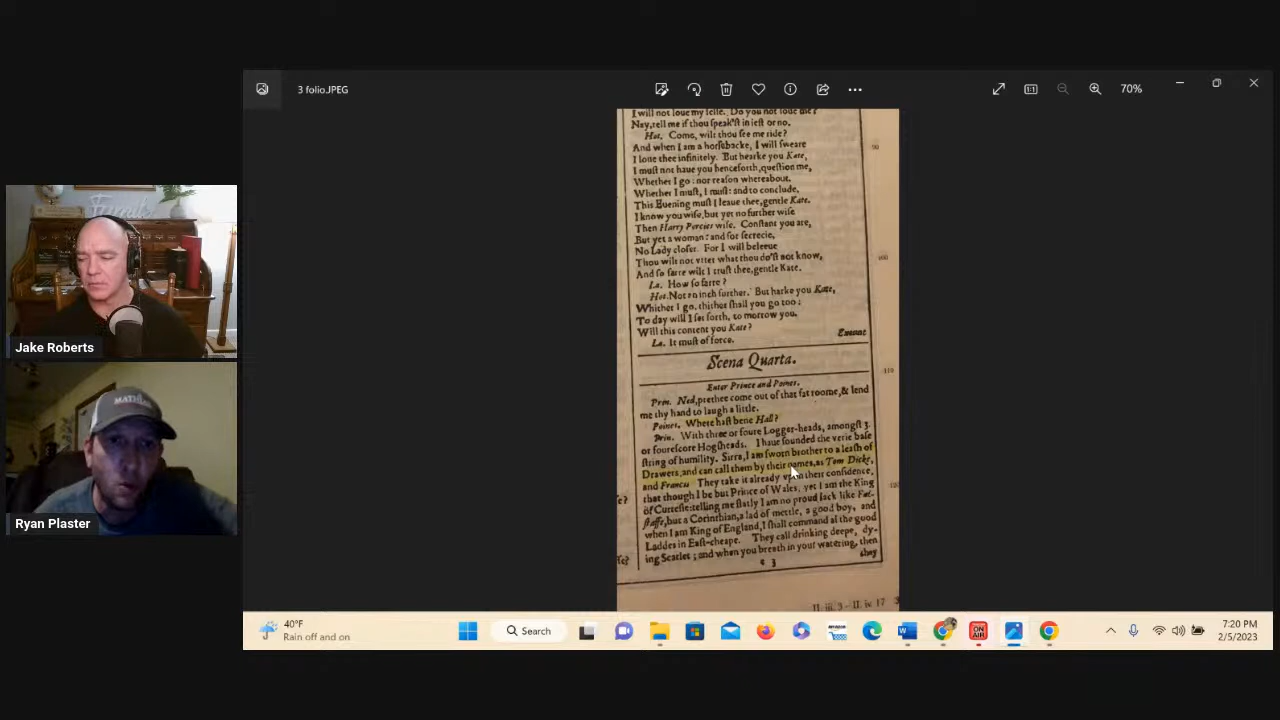 3 folio.JPEG
70%
I will not loue my selfe. Do you not loue me?
Nay, tell me if thou speak'st in iest or no.
Hot. Come, wilt thou see me ride?
And when I am a horsebacke, I will sweare
I loue thee infinitely. But hearke you Kate,
I must not haue you henceforth, question me,
Whether I go: nor reason whereabout.
Whether I must, I must: and to conclude,
This Euening must I leaue thee, gentle Kate.
I know you wise, but yet no further wise
Then Harry Percies wife. Constant you are,
But yet a woman: and for secrecie,
No Lady closer. For I will beleeue
Thou wilt not vtter what thou do'st not know,
And so farre wilt I trust thee, gentle Kate.
La. How so farre?
Hot. Not an inch further. But harke you Kate,
Whither I go, thither shall you go too:
To day will I set forth, to morrow you.
Will this content you Kate?
La. It must of force.
Exeunt
Scena Quarta.
Enter Prince and Poines.
Prin. Ned, prethee come out of that fat roome, & lend
me thy hand to laugh a little.
Poines. Where hast bene Hall?
Prin. With three or foure Logger-heads, amongst 3.
or fourescore Hogsheads. I haue sounded the verie base
string of humility. Sirra, I am sworn brother to a leash of
Drawers, and can call them by their names, as Tom Dicke,
and Francis They take it already vpon their confidence,
that though I be but Prince of Wales, yet I am the King
of Curtesie: telling me flatly I am no proud Iack like Fal-
staffe, but a Corinthian, a lad of mettle, a good boy, and
when I am King of England, I shall command al the good
Laddes in East-cheape. They call drinking deepe, dy-
ing Scarlet; and when you breath in your watering, then
they
90
100
110
120
II. iii. 3 – II. iv. 17
Jake Roberts
MATHEWS
Ryan Plaster
40°F
Rain off and on
Search
ON AIR
7:20 PM
2/5/2023